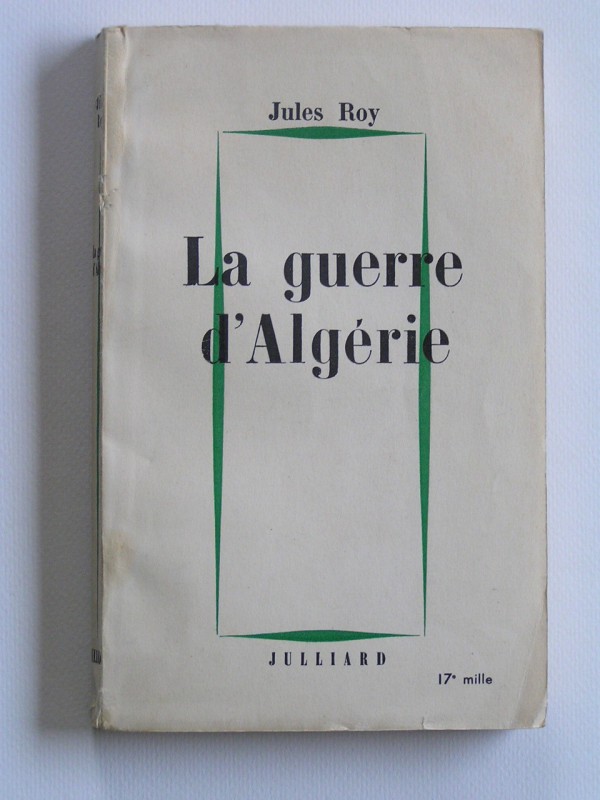 Jules Roy
La guerre
d'Algérie
JULLIARD
17e mille